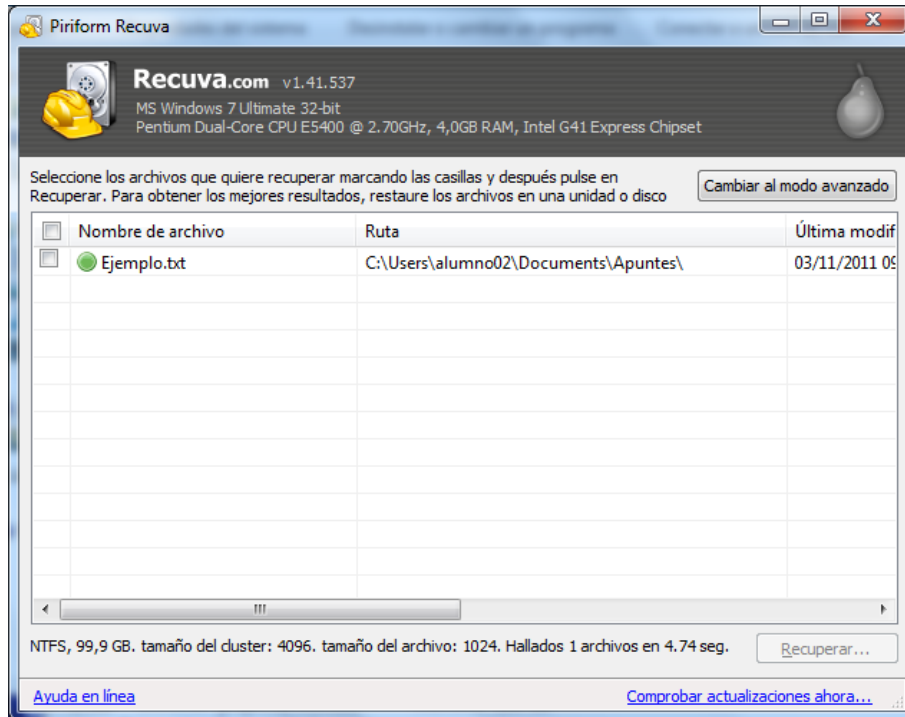 Piriform Recuva
Recuva.com v1.41.537
MS Windows 7 Ultimate 32-bit
Pentium Dual-Core CPU E5400 @ 2.70GHz, 4,0GB RAM, Intel G41 Express Chipset
Seleccione los archivos que quiere recuperar marcando las casillas y después pulse en
Recuperar. Para obtener los mejores resultados, restaure los archivos en una unidad o disco
Cambiar al modo avanzado
Nombre de archivo Ruta Última modif
Ejemplo.txt C:\Users\alumno02\Documents\Apuntes\ 03/11/2011 09
NTFS, 99,9 GB. tamaño del cluster: 4096. tamaño del archivo: 1024. Hallados 1 archivos en 4.74 seg.
Recuperar...
Ayuda en línea Comprobar actualizaciones ahora...